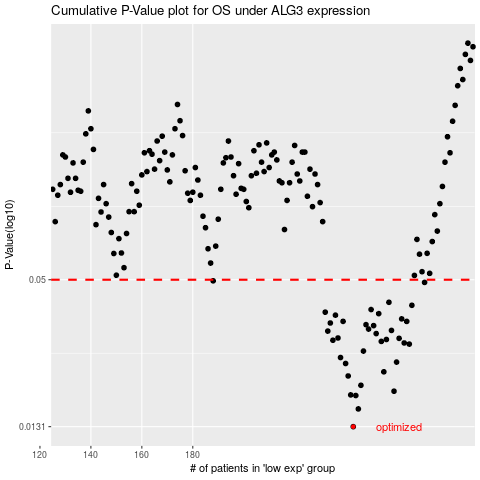 Cumulative P-Value plot for OS under ALG3 expression
P-Value(log10)
0.05
0.0131
optimized
120 140 160 180
# of patients in 'low exp' group